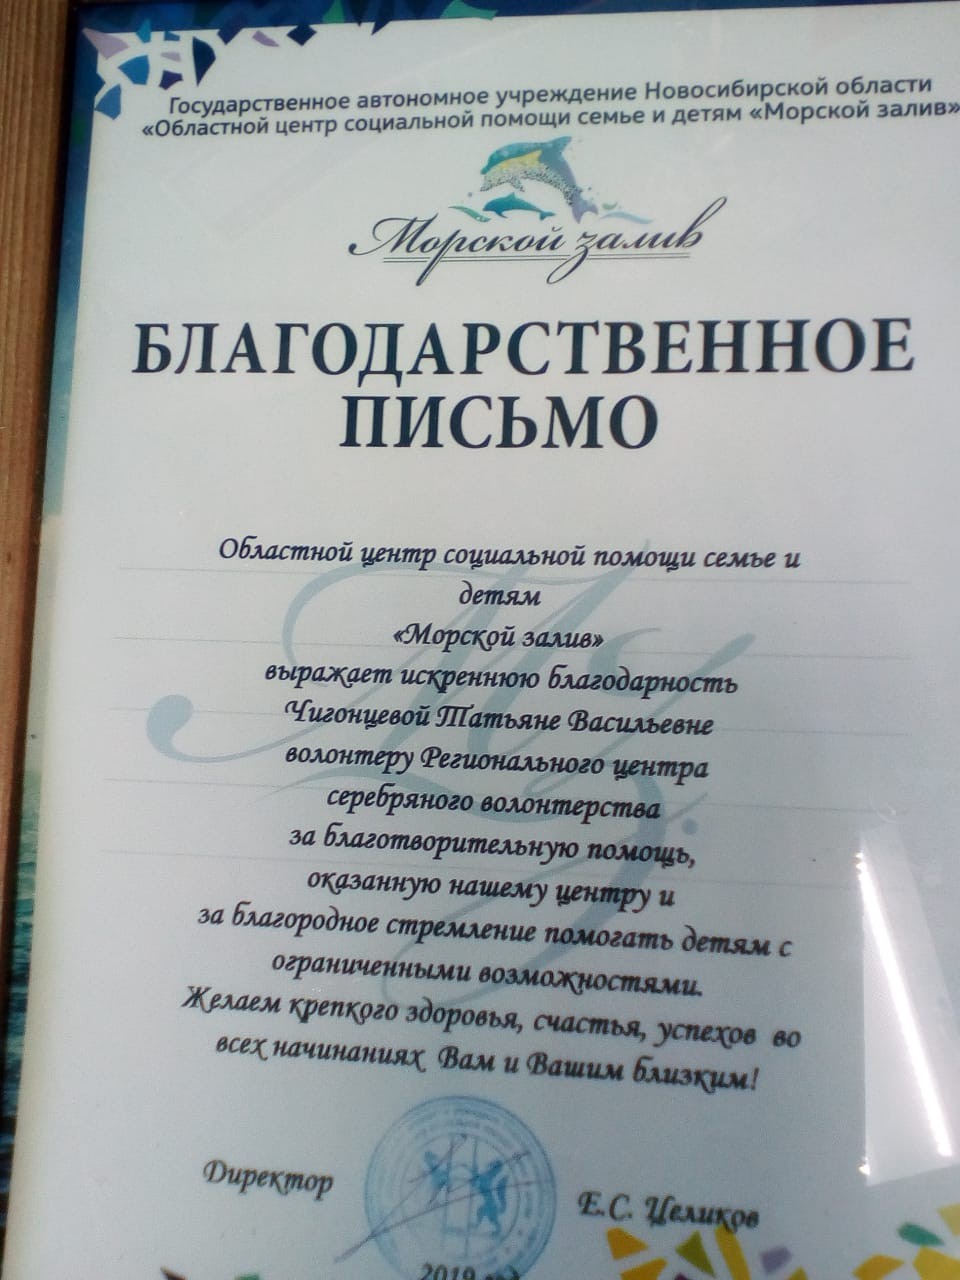 Государственное автономное учреждение Новосибирской области
«Областной центр социальной помощи семье и детям «Морской залив»
Морской залив
БЛАГОДАРСТВЕННОЕ
ПИСЬМО
Областной центр социальной помощи семье и
детям
«Морской залив»
выражает искреннюю благодарность
Чигонцевой Татьяне Васильевне
волонтеру Регионального центра
серебряного волонтерства
за благотворительную помощь,
оказанную нашему центру и
за благородное стремление помогать детям с
ограниченными возможностями.
Желаем крепкого здоровья, счастья, успехов во
всех начинаниях Вам и Вашим близким!
Директор
Е.С. Целиков
2019 год